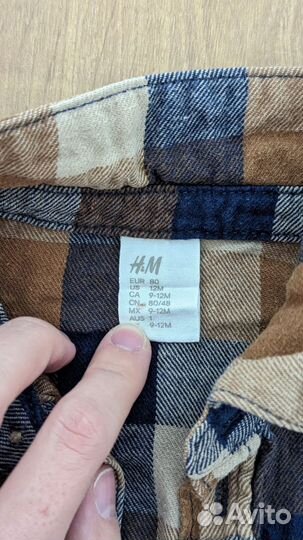 H&M
EUR 80
US 12M
CA 9-12M
CN 80/48
MX 9-12M
AUS 1
9-12M
Avito